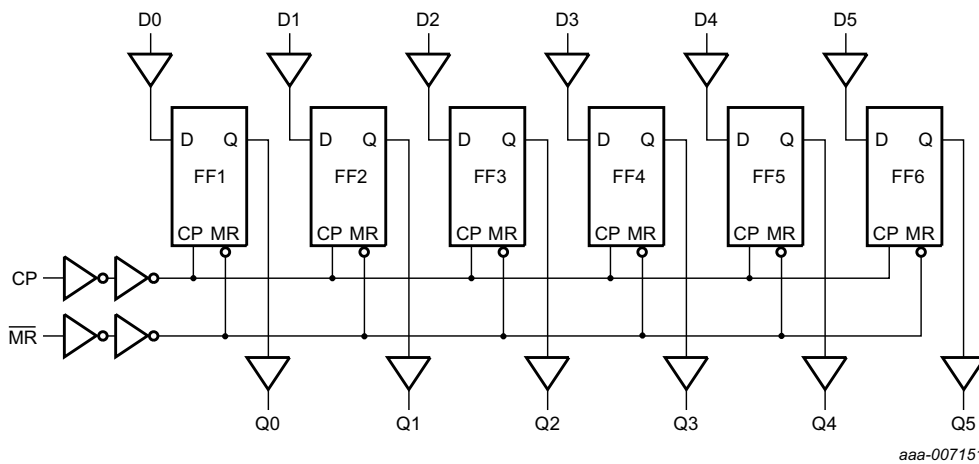 D0 D1 D2 D3 D4 D5
D Q D Q D Q D Q D Q D Q
FF1 FF2 FF3 FF4 FF5 FF6
CP MR CP MR CP MR CP MR CP MR CP MR
CP
M̅R̅
Q0 Q1 Q2 Q3 Q4 Q5